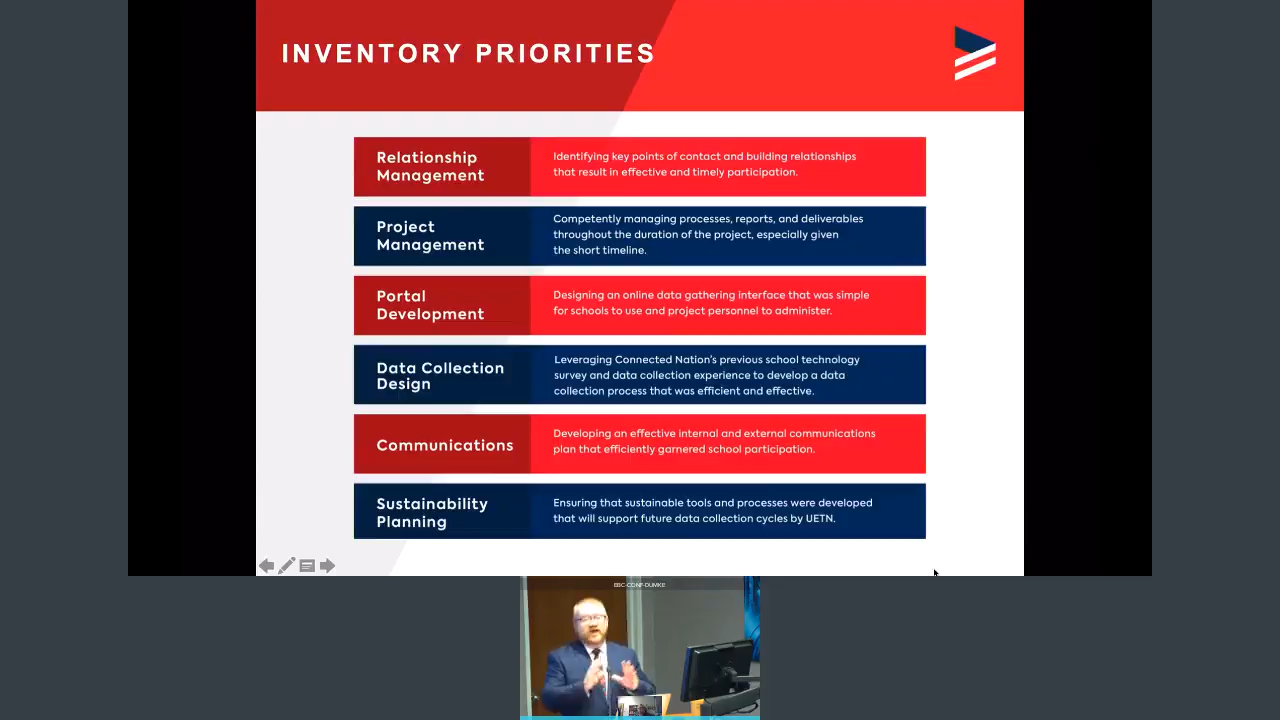 INVENTORY PRIORITIES
Relationship
Management
Identifying key points of contact and building relationships
that result in effective and timely participation.
Project
Management
Competently managing processes, reports, and deliverables
throughout the duration of the project, especially given
the short timeline.
Portal
Development
Designing an online data gathering interface that was simple
for schools to use and project personnel to administer.
Data Collection
Design
Leveraging Connected Nation's previous school technology
survey and data collection experience to develop a data
collection process that was efficient and effective.
Communications
Developing an effective internal and external communications
plan that efficiently garnered school participation.
Sustainability
Planning
Ensuring that sustainable tools and processes were developed
that will support future data collection cycles by UETN.
EBC-CONF-DUMKE